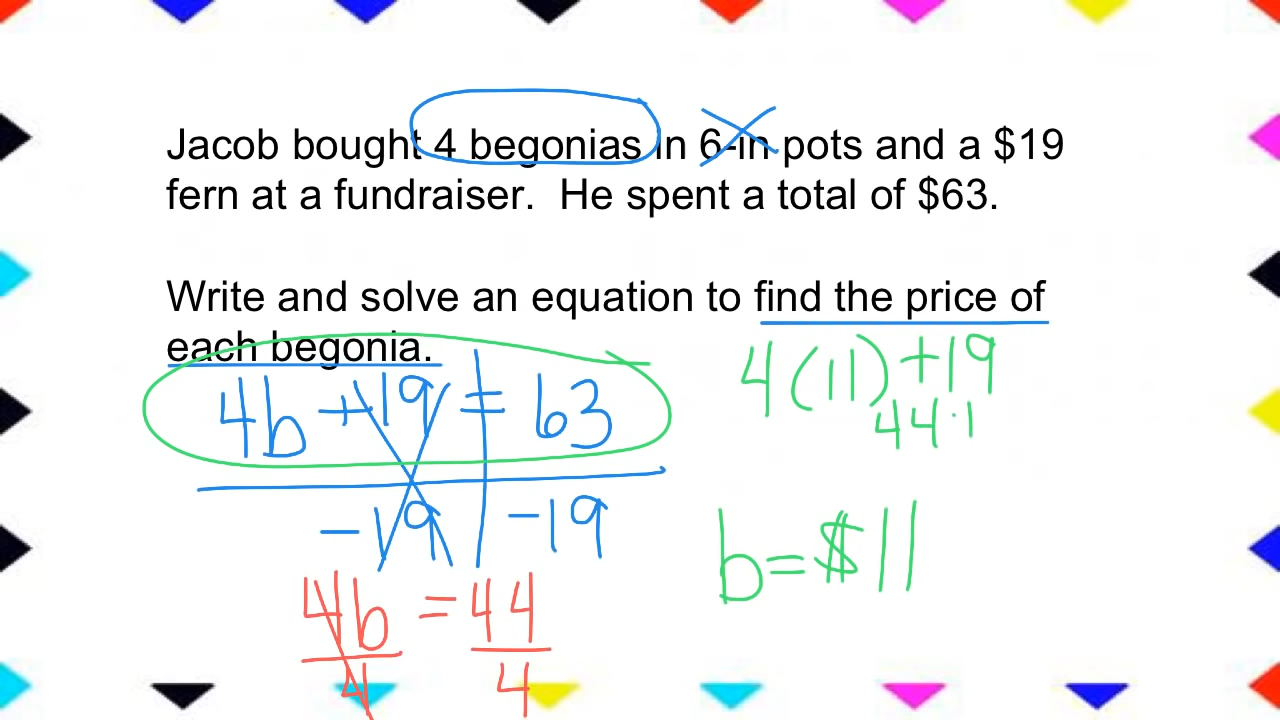 Jacob bought 4 begonias in 6-in pots and a $19
fern at a fundraiser. He spent a total of $63.
Write and solve an equation to find the price of
each begonia.
4b + 19 = 63
-19 -19
4b = 44
4 4
4(11) + 19
44
b = $11